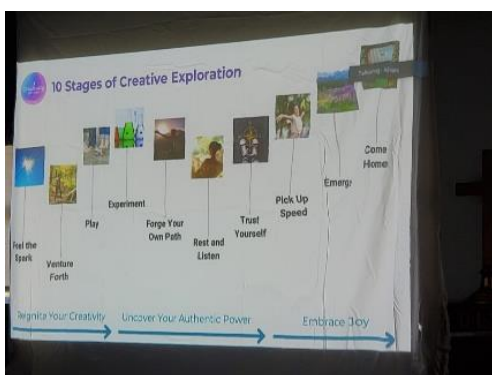 10 Stages of Creative Exploration
Feel the
Spark
Venture
Forth
Play
Experiment
Forge Your
Own Path
Rest and
Listen
Trust
Yourself
Pick Up
Speed
Emerge
Come
Home
Reignite Your Creativity
Uncover Your Authentic Power
Embrace Joy